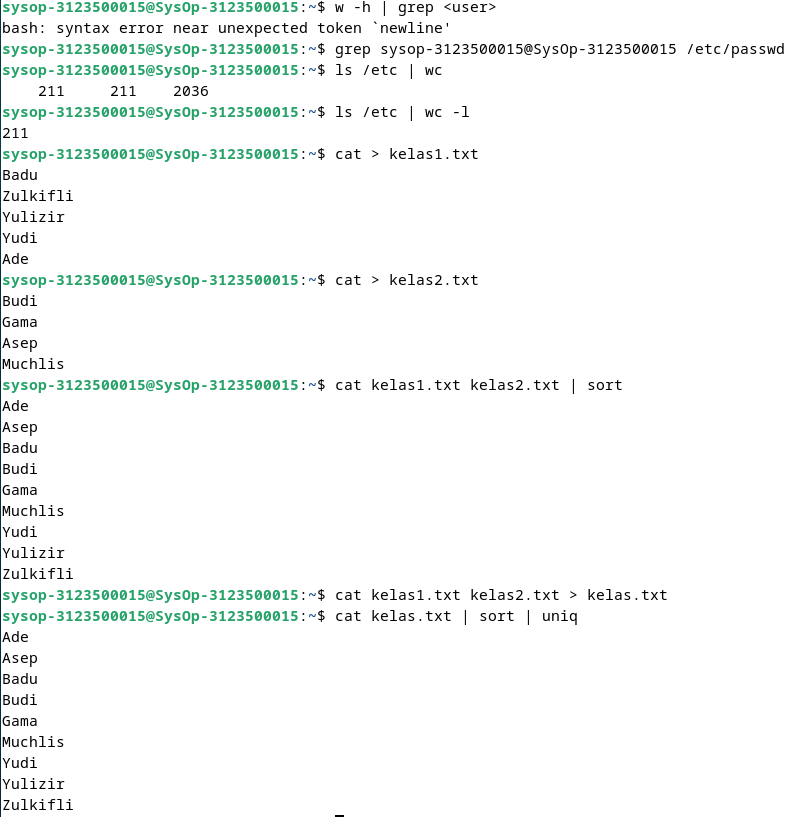 sysop-3123500015@SysOp-3123500015:~$ w -h | grep <user>
bash: syntax error near unexpected token `newline'
sysop-3123500015@SysOp-3123500015:~$ grep sysop-3123500015@SysOp-3123500015 /etc/passwd
sysop-3123500015@SysOp-3123500015:~$ ls /etc | wc
    211     211    2036
sysop-3123500015@SysOp-3123500015:~$ ls /etc | wc -l
211
sysop-3123500015@SysOp-3123500015:~$ cat > kelas1.txt
Badu
Zulkifli
Yulizir
Yudi
Ade
sysop-3123500015@SysOp-3123500015:~$ cat > kelas2.txt
Budi
Gama
Asep
Muchlis
sysop-3123500015@SysOp-3123500015:~$ cat kelas1.txt kelas2.txt | sort
Ade
Asep
Badu
Budi
Gama
Muchlis
Yudi
Yulizir
Zulkifli
sysop-3123500015@SysOp-3123500015:~$ cat kelas1.txt kelas2.txt > kelas.txt
sysop-3123500015@SysOp-3123500015:~$ cat kelas.txt | sort | uniq
Ade
Asep
Badu
Budi
Gama
Muchlis
Yudi
Yulizir
Zulkifli